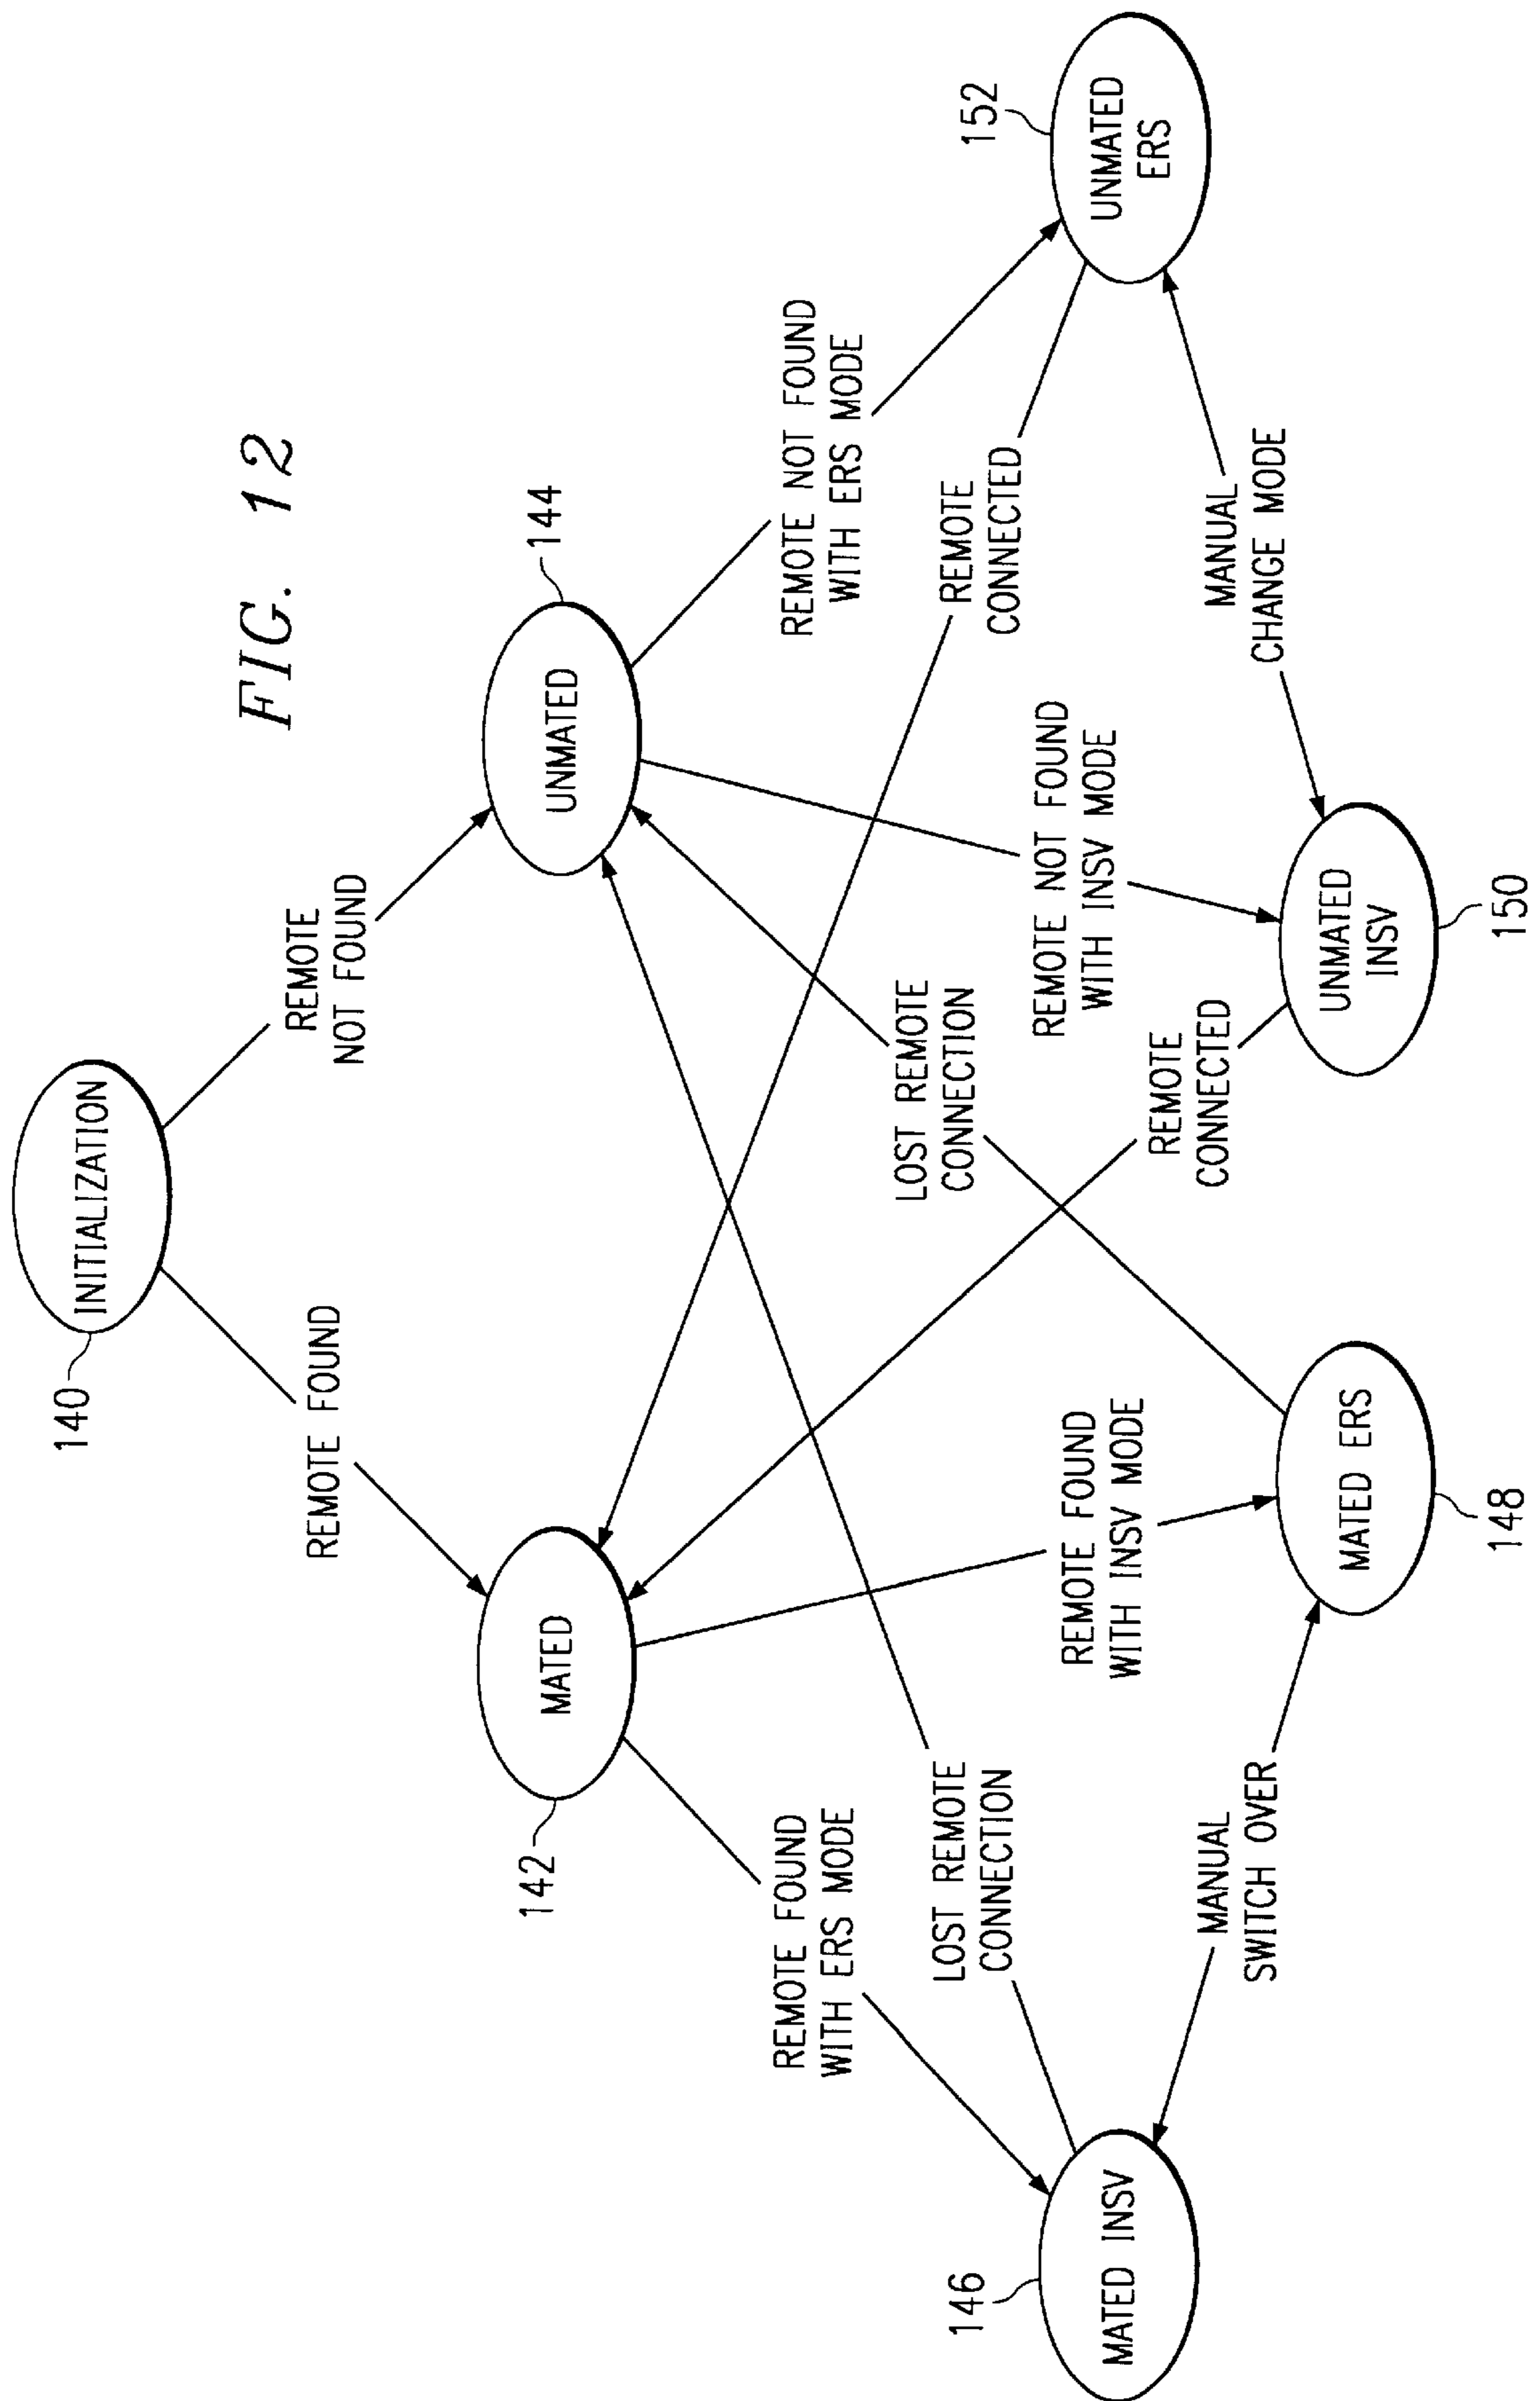 FIG. 12
140
INITIALIZATION
REMOTE FOUND
REMOTE
NOT FOUND
142
MATED
UNMATED
144
REMOTE FOUND
WITH ERS MODE
REMOTE NOT FOUND
WITH ERS MODE
LOST REMOTE
CONNECTION
REMOTE FOUND
WITH INSV MODE
LOST REMOTE
CONNECTION
REMOTE NOT FOUND
WITH INSV MODE
REMOTE
CONNECTED
REMOTE
CONNECTED
146
MATED INSV
152
UNMATED
ERS
MANUAL
SWITCH OVER
MANUAL
CHANGE MODE
MATED ERS
148
UNMATED
INSV
150